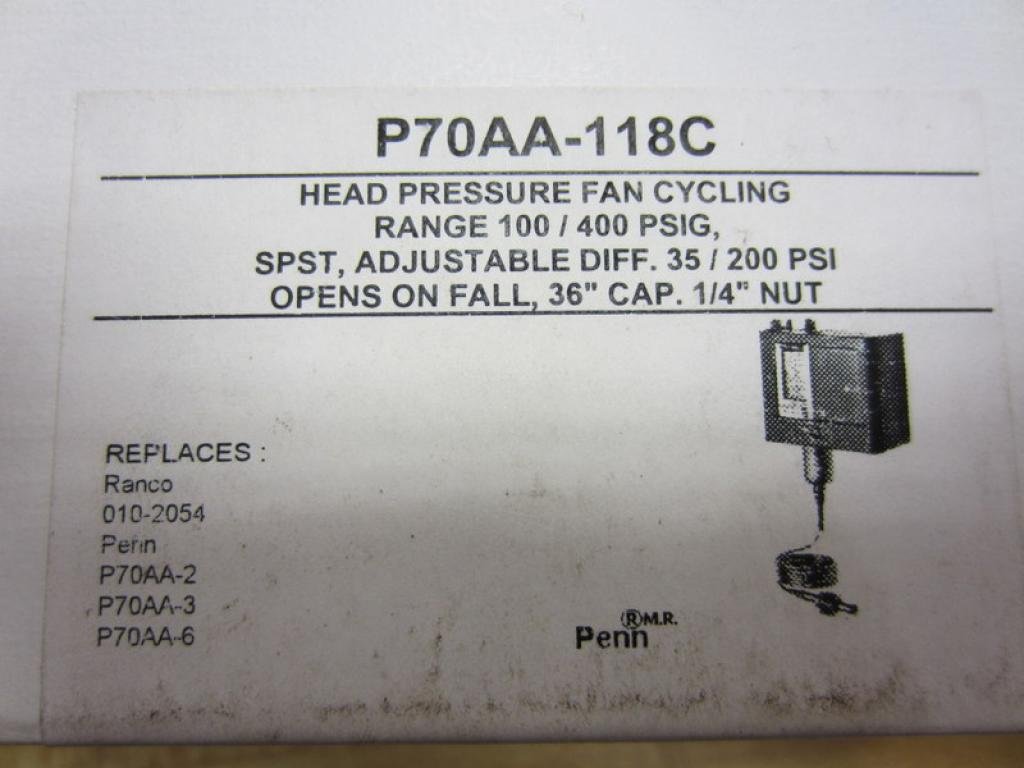 P70AA-118C
HEAD PRESSURE FAN CYCLING
RANGE 100 / 400 PSIG,
SPST, ADJUSTABLE DIFF. 35 / 200 PSI
OPENS ON FALL, 36" CAP. 1/4" NUT
REPLACES :
Ranco
010-2054
Penn
P70AA-2
P70AA-3
P70AA-6
®M.R.
Penn